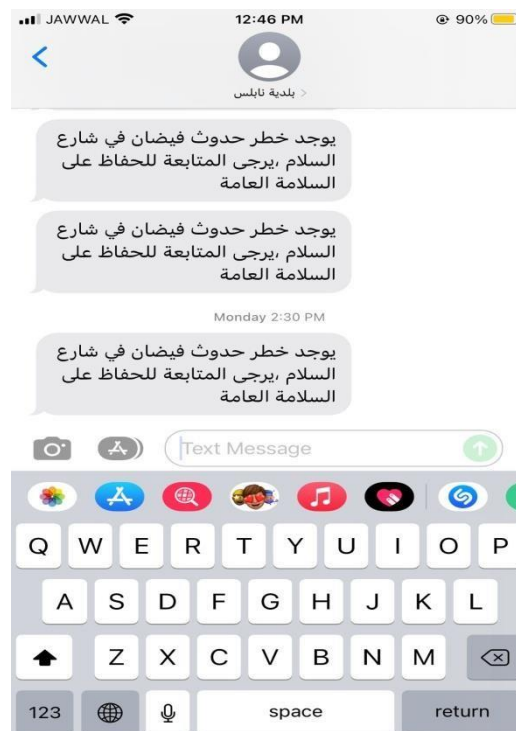 JAWWAL
12:46 PM
90%
بلدية نابلس
يوجد خطر حدوث فيضان في شارع
السلام ،يرجى المتابعة للحفاظ على
السلامة العامة
يوجد خطر حدوث فيضان في شارع
السلام ،يرجى المتابعة للحفاظ على
السلامة العامة
Monday 2:30 PM
يوجد خطر حدوث فيضان في شارع
السلام ،يرجى المتابعة للحفاظ على
السلامة العامة
Text Message
Q W E R T Y U I O P
A S D F G H J K L
Z X C V B N M
123 space return